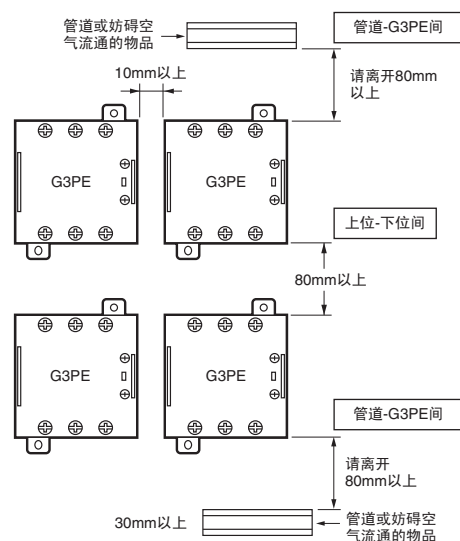 管道或妨碍空
气流通的物品
管道-G3PE间
10mm以上
请离开80mm
以上
G3PE
G3PE
上位-下位间
80mm以上
G3PE
G3PE
管道-G3PE间
请离开
80mm以上
30mm以上
管道或妨碍空
气流通的物品